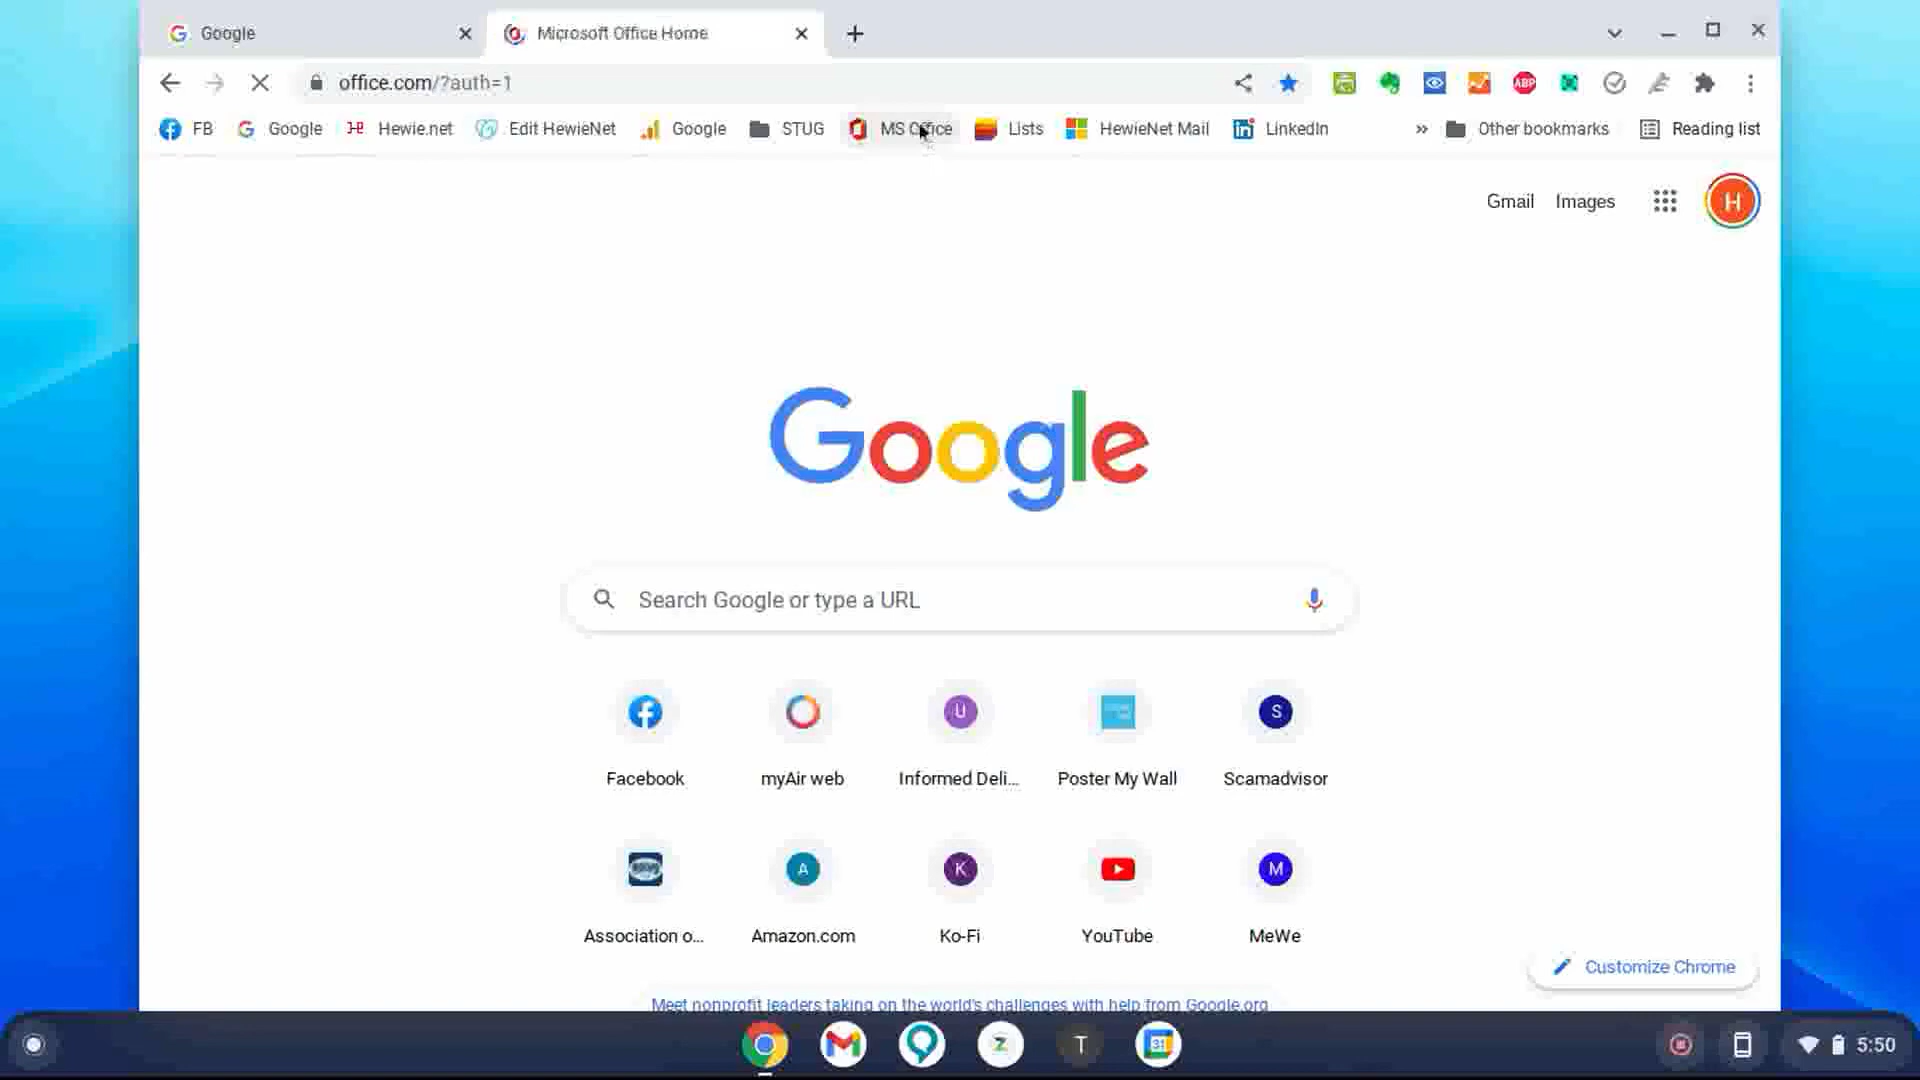 Google
Microsoft Office Home
office.com/?auth=1
ABP
FB Google Hewie.net Edit HewieNet Google STUG MS Office Lists HewieNet Mail LinkedIn » Other bookmarks Reading list
Gmail Images
H
Google
Search Google or type a URL
U S
Facebook myAir web Informed Deli... Poster My Wall Scamadvisor
A K M
Association o... Amazon.com Ko-Fi YouTube MeWe
Customize Chrome
Meet nonprofit leaders taking on the world's challenges with help from Google.org
Z T 31 5:50